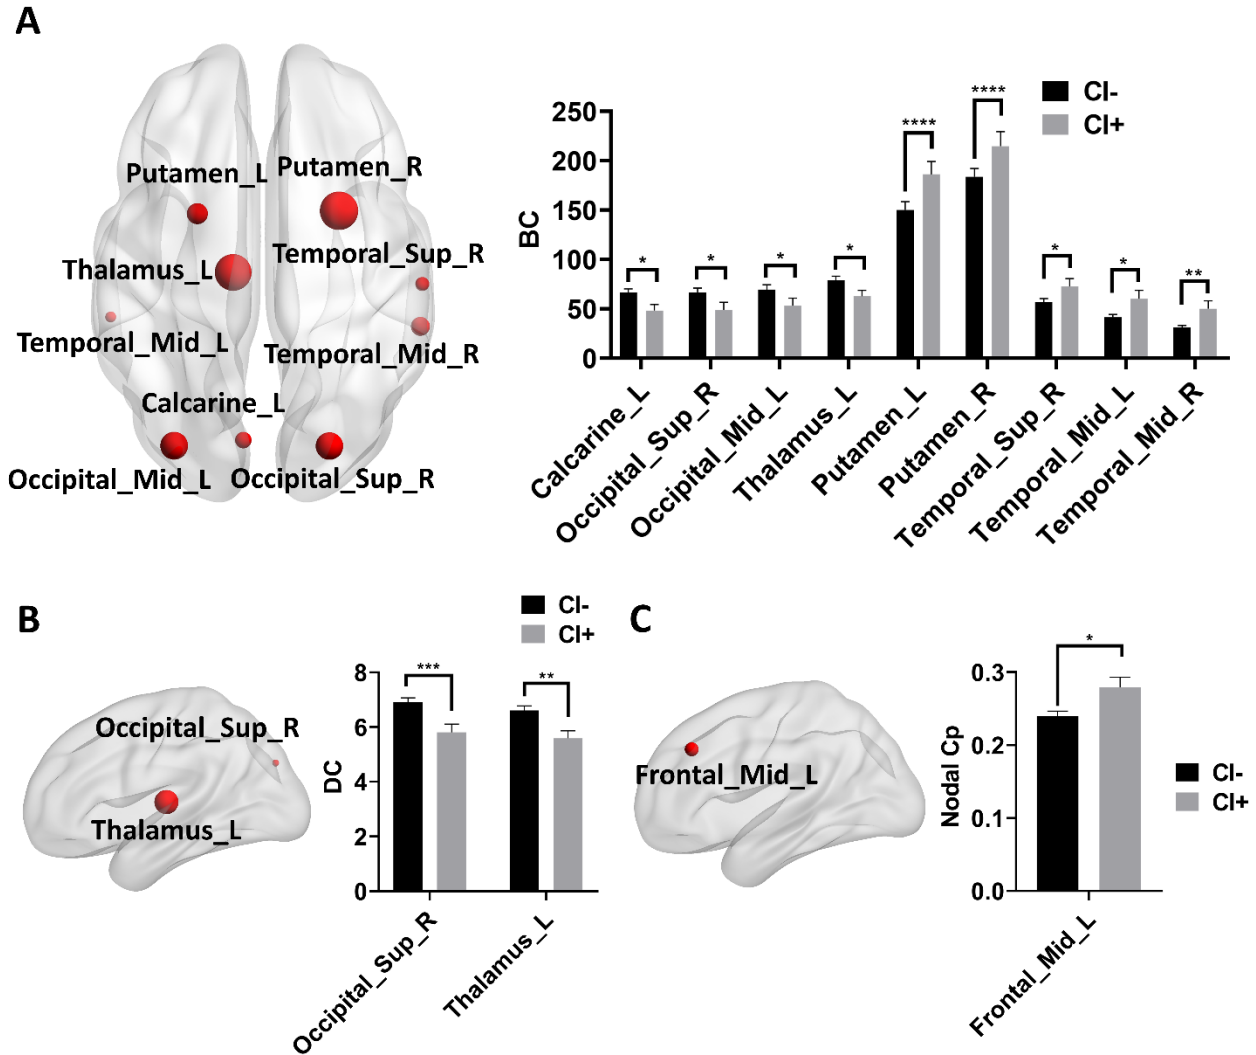 A
Putamen_L
Putamen_R
Thalamus_L
Temporal_Sup_R
Temporal_Mid_L
Temporal_Mid_R
Calcarine_L
Occipital_Mid_L
Occipital_Sup_R
CI-
CI+
BC
250
200
150
100
50
0
*
*
*
*
****
****
*
*
**
Calcarine_L
Occipital_Sup_R
Occipital_Mid_L
Thalamus_L
Putamen_L
Putamen_R
Temporal_Sup_R
Temporal_Mid_L
Temporal_Mid_R
B
Occipital_Sup_R
Thalamus_L
CI-
CI+
DC
8
6
4
2
0
***
**
Occipital_Sup_R
Thalamus_L
C
Frontal_Mid_L
Nodal Cp
0.3
0.2
0.1
0.0
*
CI-
CI+
Frontal_Mid_L